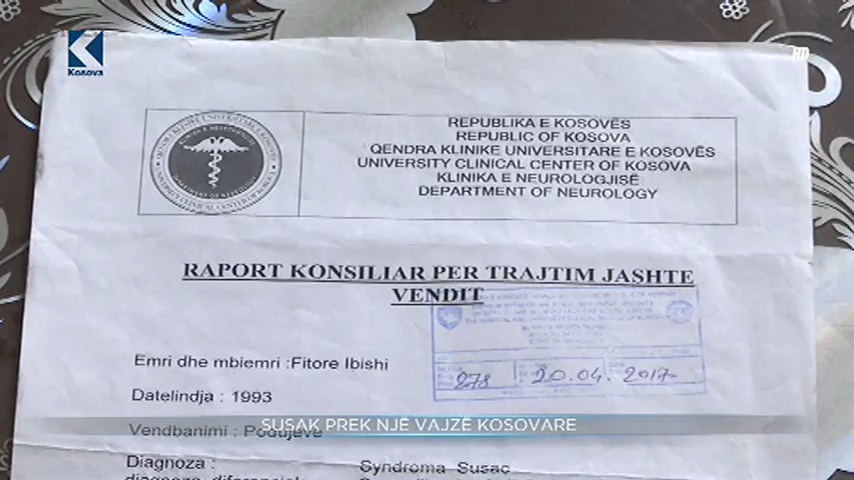 K
Kosova
HD
REPUBLIKA E KOSOVËS
REPUBLIC OF KOSOVA
QENDRA KLINIKE UNIVERSITARE E KOSOVËS
UNIVERSITY CLINICAL CENTER OF KOSOVA
KLINIKA E NEUROLOGJISË
DEPARTMENT OF NEUROLOGY
RAPORT KONSILIAR PER TRAJTIM JASHTE
VENDIT
Emri dhe mbiemri :Fitore Ibishi
278 20.04. 2017
Datelindja : 1993
SUSAK PREK NJË VAJZË KOSOVARE
Vendbanimi : Podujeve
Diagnoza : Syndroma Susac